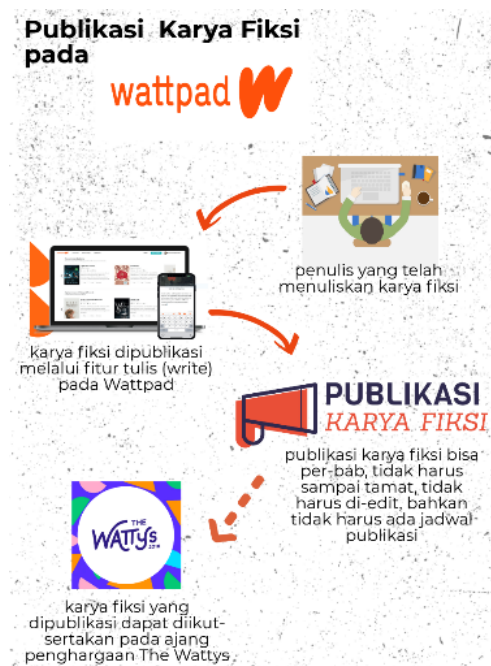 Publikasi Karya Fiksi
pada
wattpad
penulis yang telah
menuliskan karya fiksi
karya fiksi dipublikasi
melalui fitur tulis (write)
pada Wattpad
PUBLIKASI
KARYA FIKSI
publikasi karya fiksi bisa
per-bab, tidak harus
sampai tamat, tidak
harus di-edit, bahkan
tidak harus ada jadwal
publikasi
THE
WATTYS
karya fiksi yang
dipublikasi dapat diikut-
sertakan pada ajang
penghargaan The Wattys